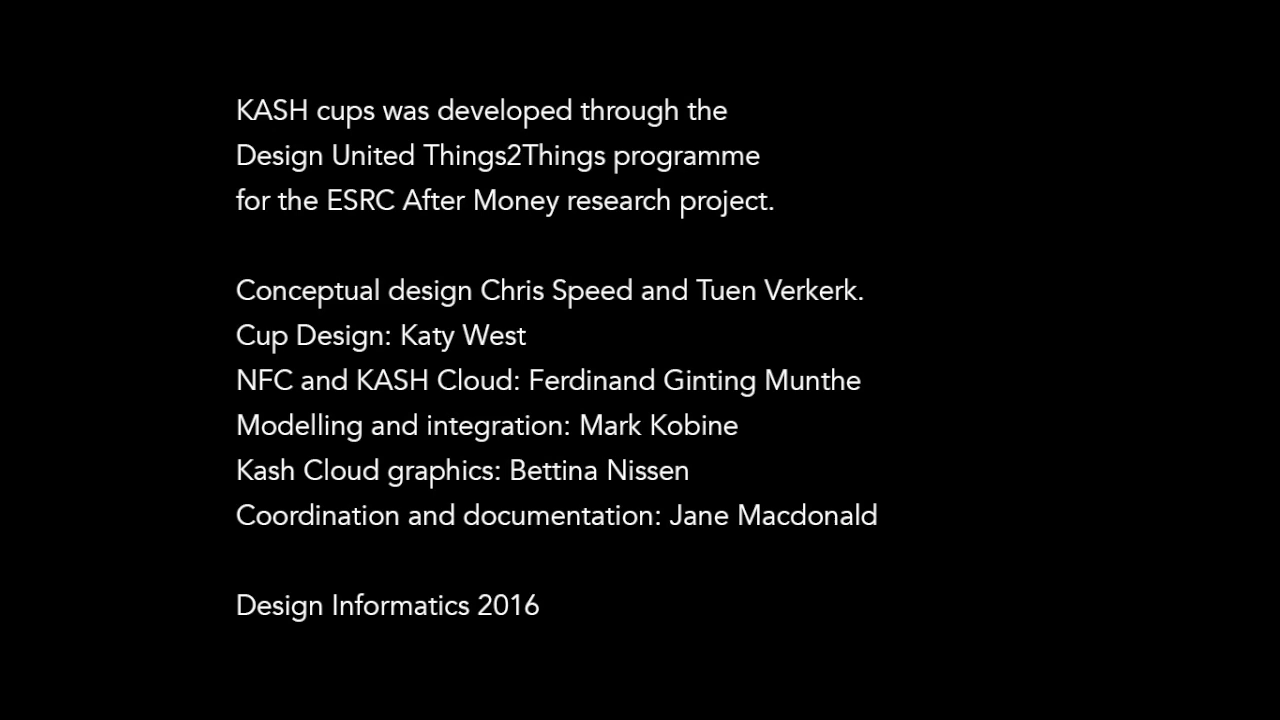 KASH cups was developed through the
Design United Things2Things programme
for the ESRC After Money research project.
Conceptual design Chris Speed and Tuen Verkerk.
Cup Design: Katy West
NFC and KASH Cloud: Ferdinand Ginting Munthe
Modelling and integration: Mark Kobine
Kash Cloud graphics: Bettina Nissen
Coordination and documentation: Jane Macdonald
Design Informatics 2016